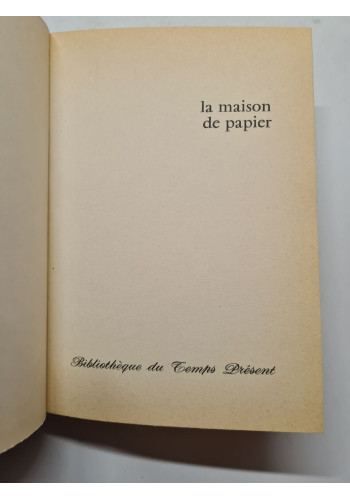 la maison
de papier
Bibliothèque du Temps Présent